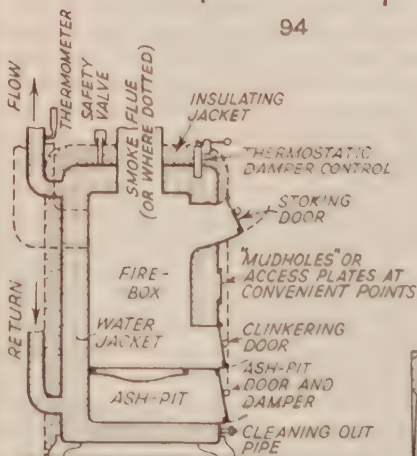 94
FLOW
THERMOMETER
SAFETY
VALVE
SMOKE FLUE
(OR WHERE DOTTED)
INSULATING
JACKET
THERMOSTATIC
DAMPER CONTROL
STOKING
DOOR
"MUDHOLES" OR
ACCESS PLATES AT
CONVENIENT POINTS
FIRE-
BOX
RETURN
WATER
JACKET
CLINKERING
DOOR
ASH-PIT
DOOR AND
DAMPER
ASH-PIT
CLEANING OUT
PIPE